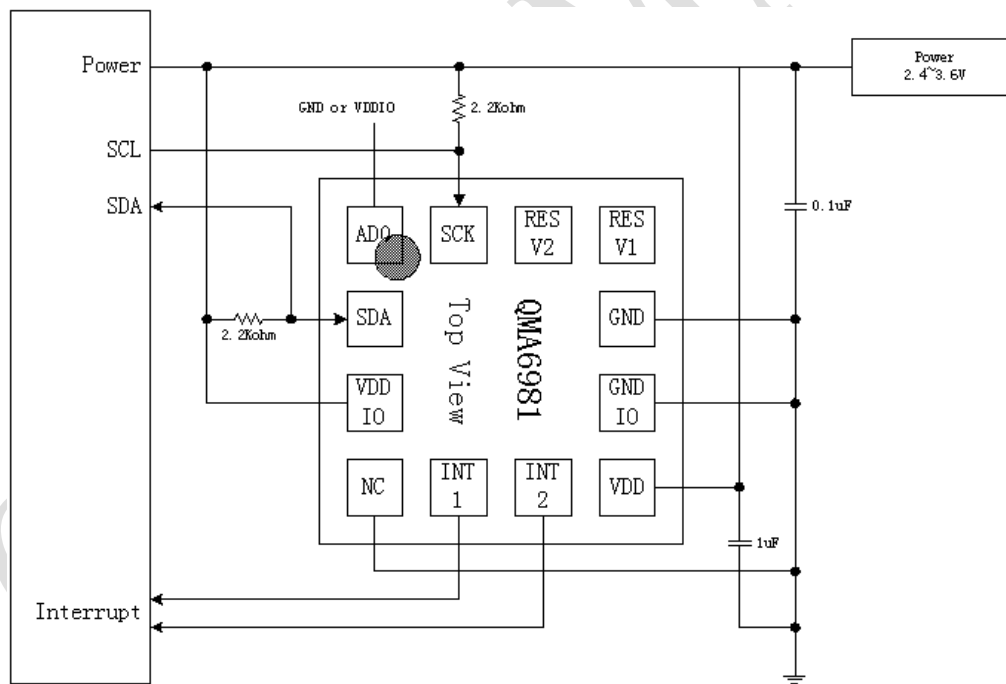 Power
Power
2.4~3.6V
GND or VDDIO
2.2Kohm
SCL
SDA
0.1uF
AD0
SCK
RES
V2
RES
V1
SDA
2.2Kohm
QMA6981
Top View
GND
VDD
IO
GND
IO
NC
INT
1
INT
2
VDD
1uF
Interrupt